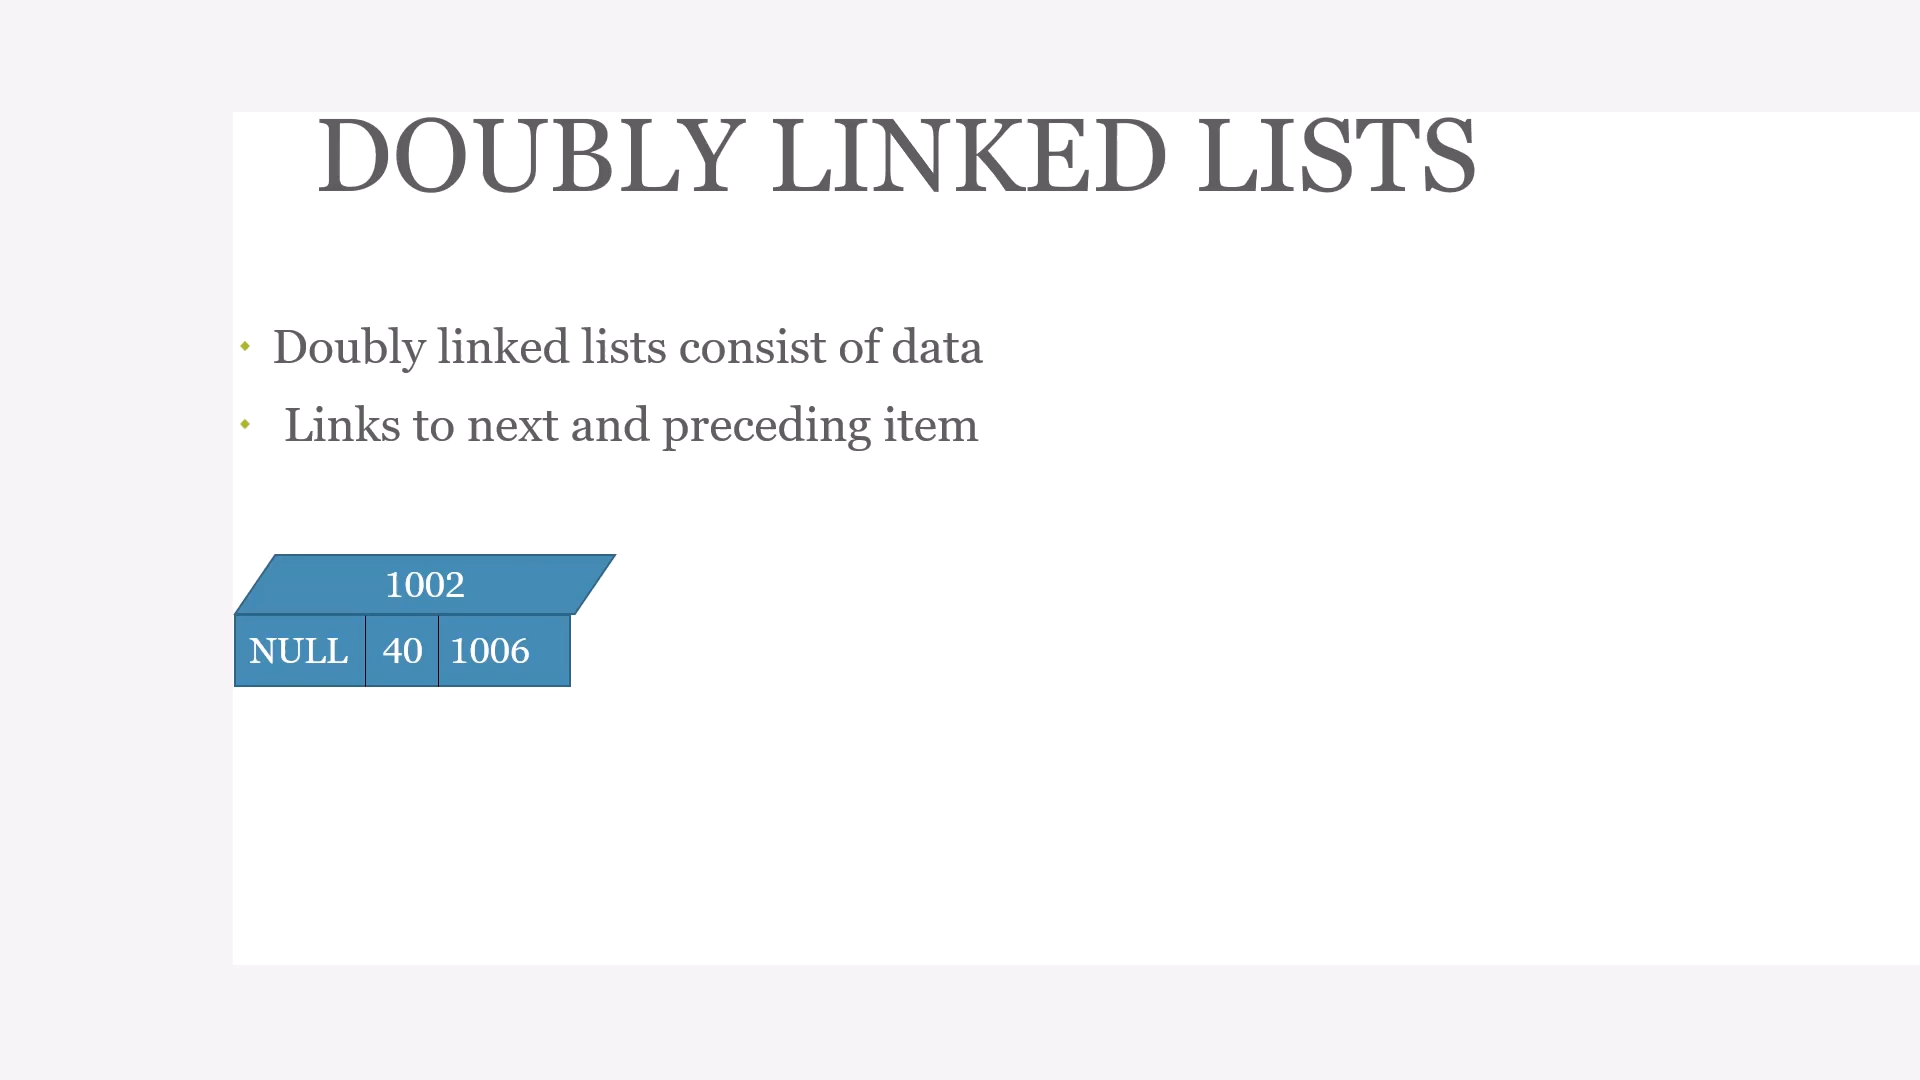 DOUBLY LINKED LISTS
Doubly linked lists consist of data
Links to next and preceding item
1002
NULL 40 1006